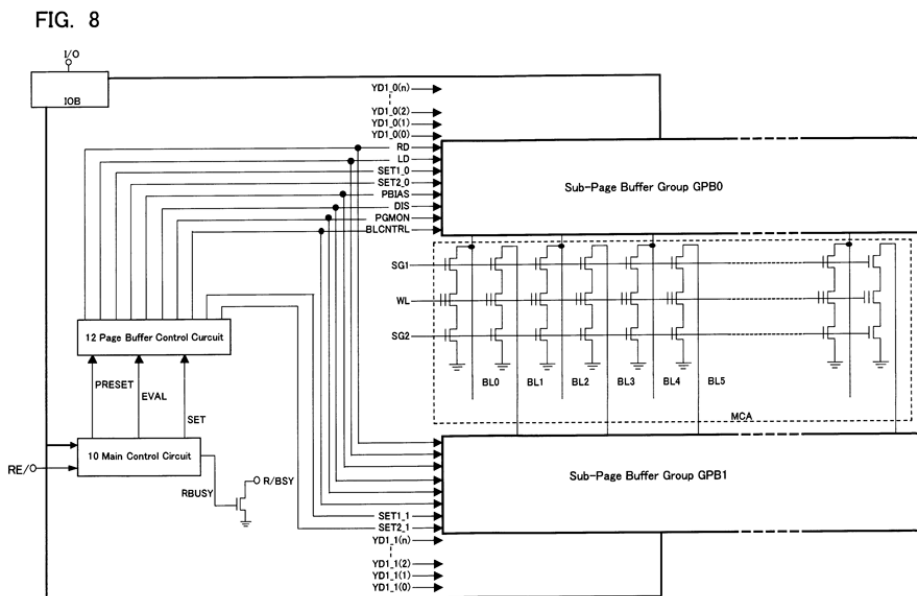 FIG. 8
I/O
IOB
YD1_0(n)
YD1_0(2)
YD1_0(1)
YD1_0(0)
RD
LD
SET1_0
SET2_0
PBIAS
DIS
PGMON
BLCNTRL
Sub-Page Buffer Group GPB0
SG1
WL
SG2
BL0 BL1 BL2 BL3 BL4 BL5
MCA
12 Page Buffer Control Curcuit
PRESET
EVAL
SET
10 Main Control Circuit
RE/
RBUSY
R/BSY
Sub-Page Buffer Group GPB1
SET1_1
SET2_1
YD1_1(n)
YD1_1(2)
YD1_1(1)
YD1_1(0)